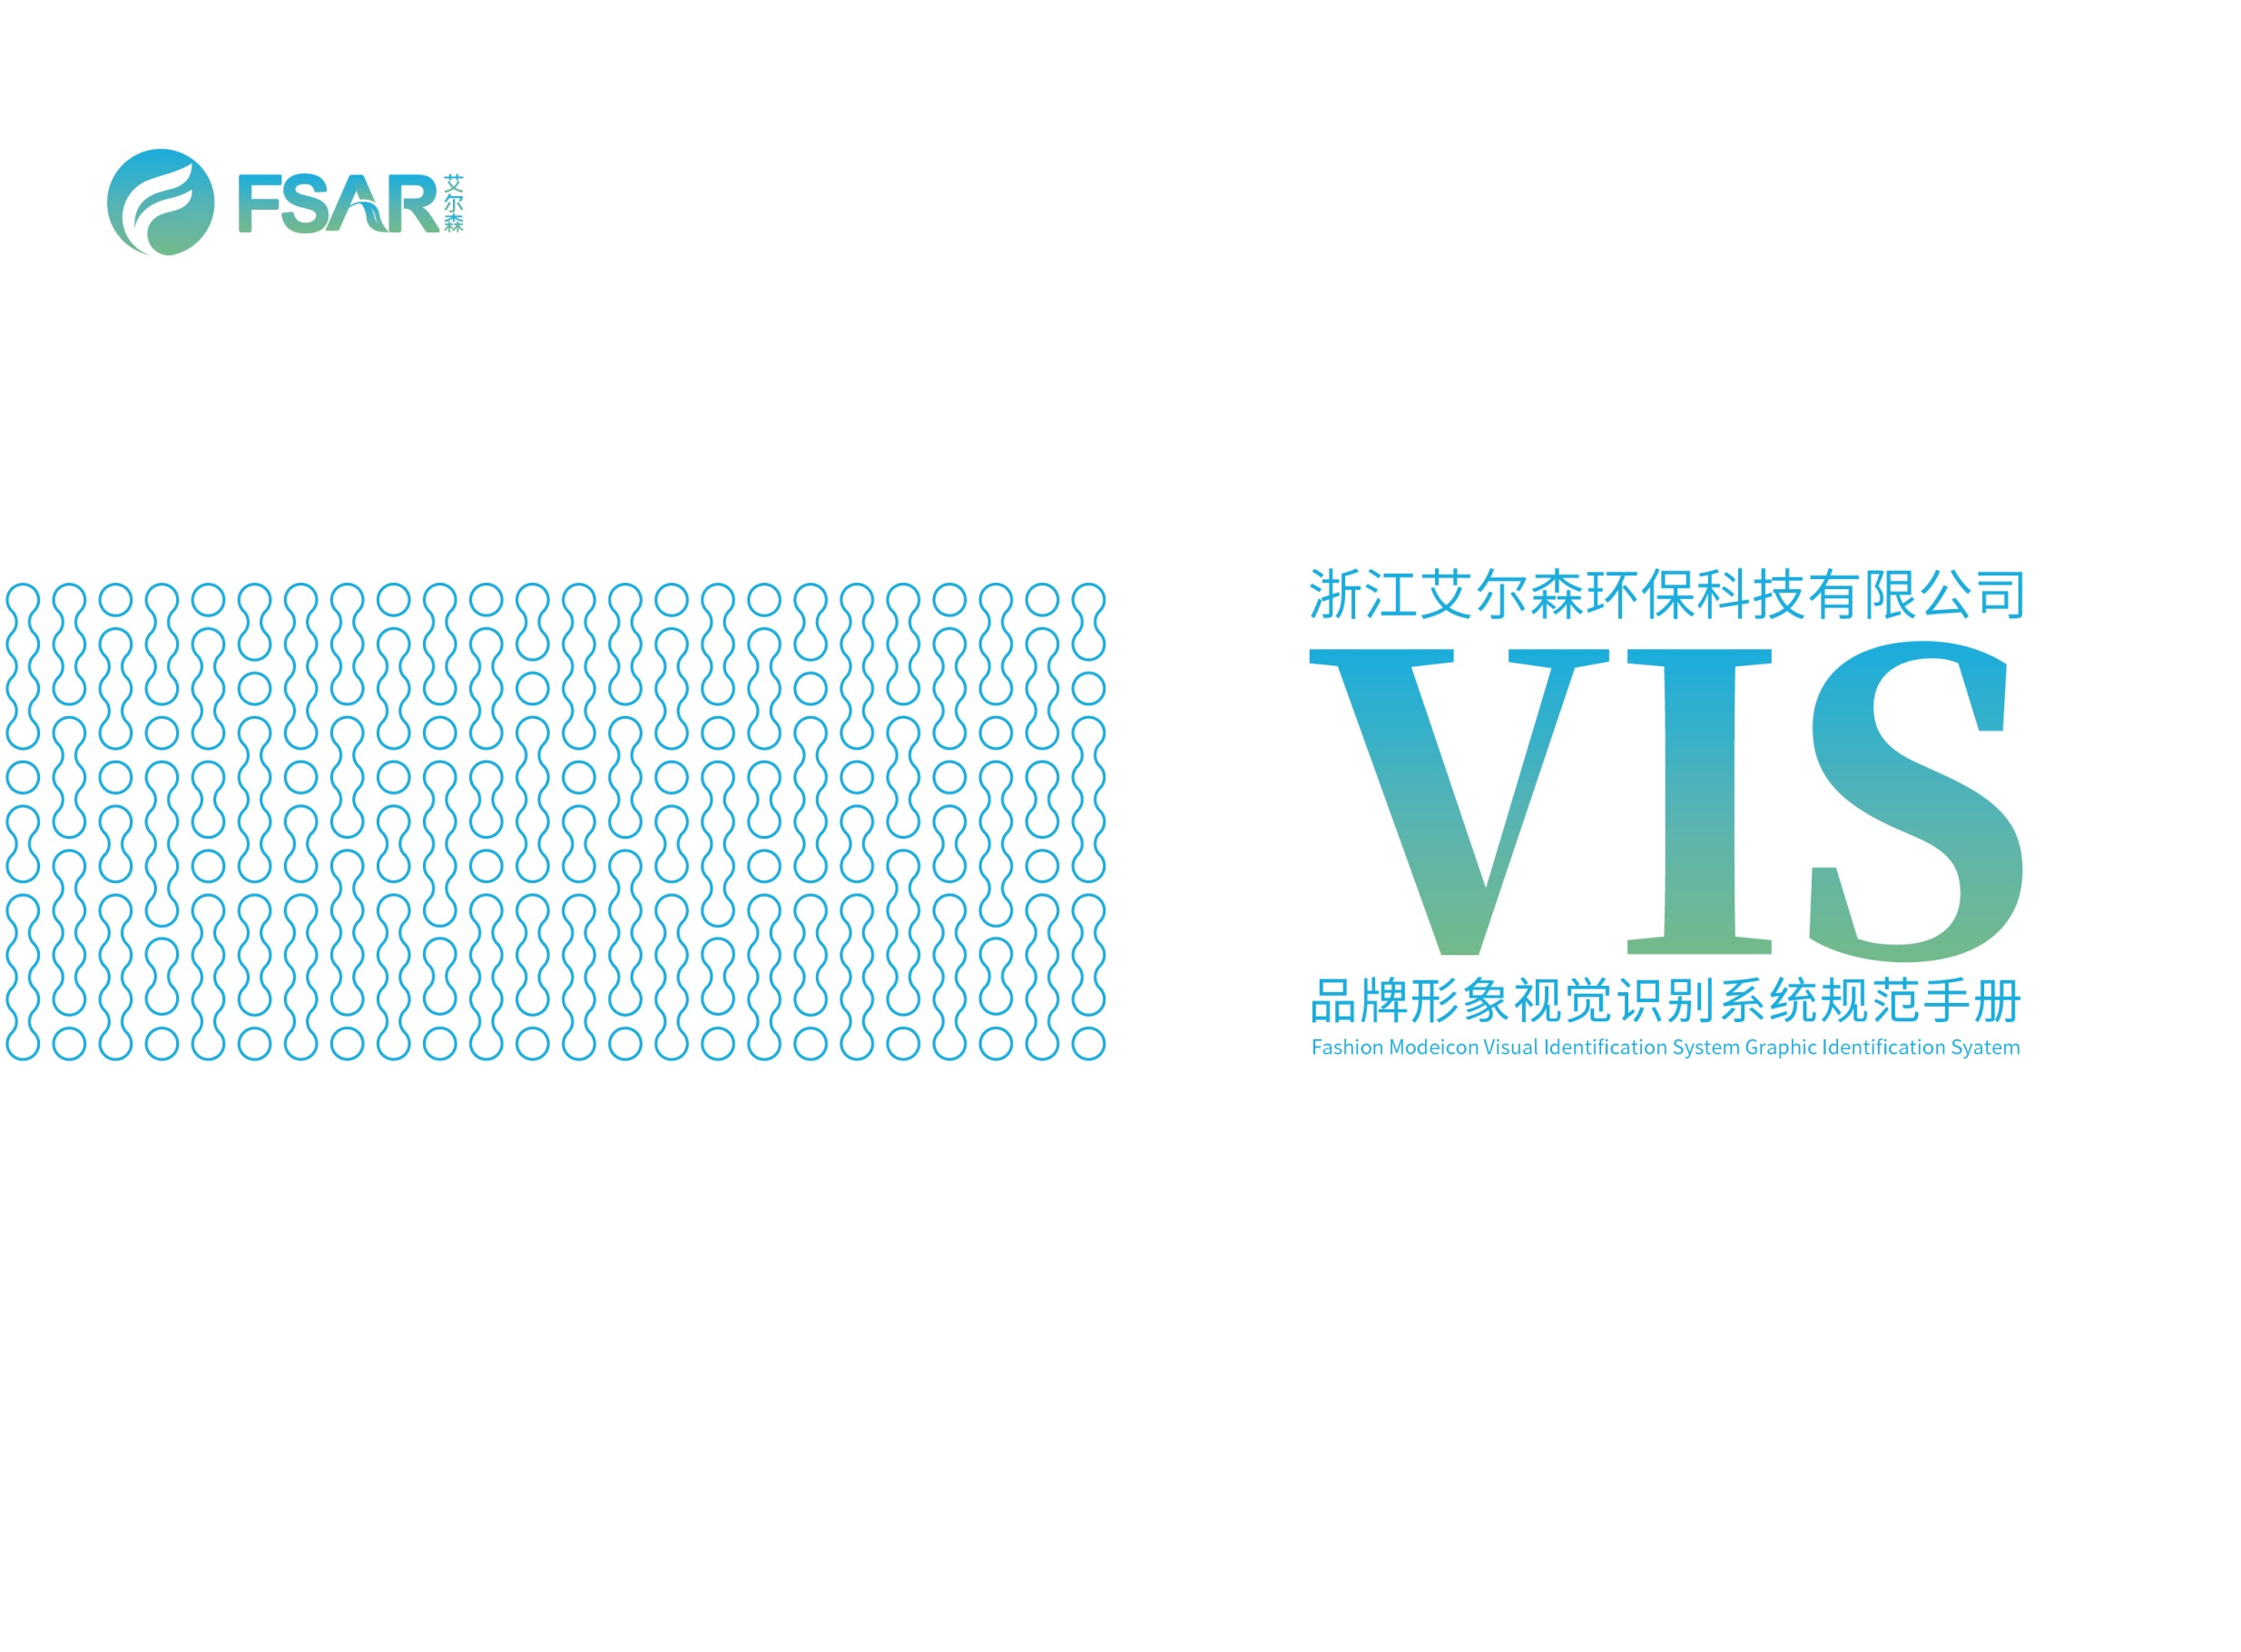 FSAR
艾尔森
浙江艾尔森环保科技有限公司
VIS
品牌形象视觉识别系统规范手册
Fashion Modeicon Visual Identification System Graphic Identification Syatem